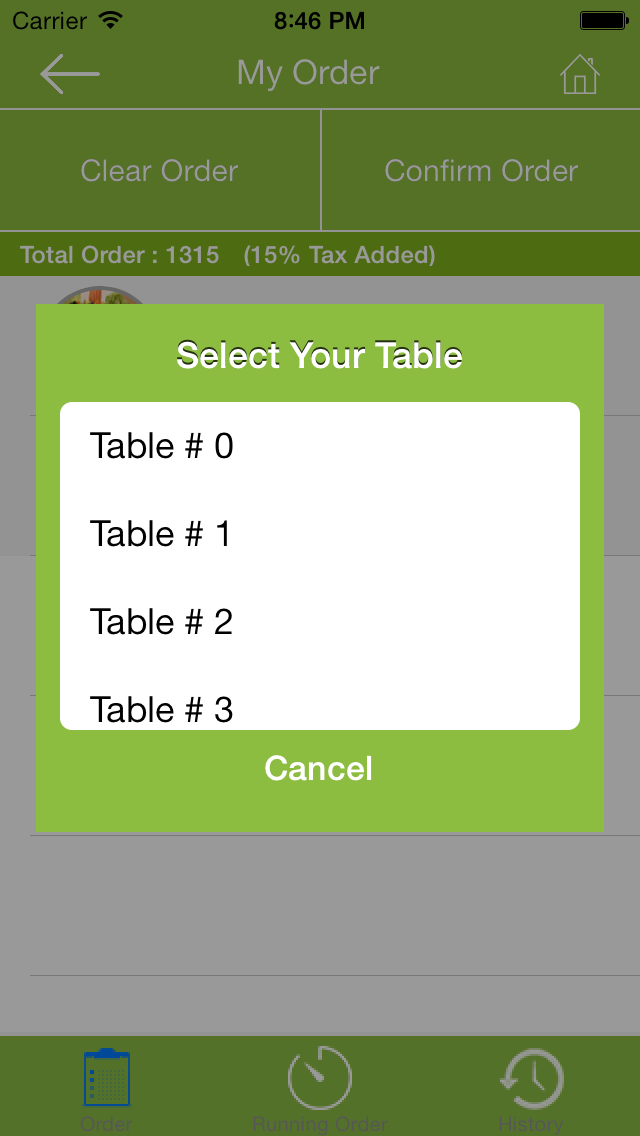 Carrier 8:46 PM
My Order
Clear Order Confirm Order
Total Order : 1315 (15% Tax Added)
Select Your Table
Table # 0
Table # 1
Table # 2
Table # 3
Cancel
Order Running Order History